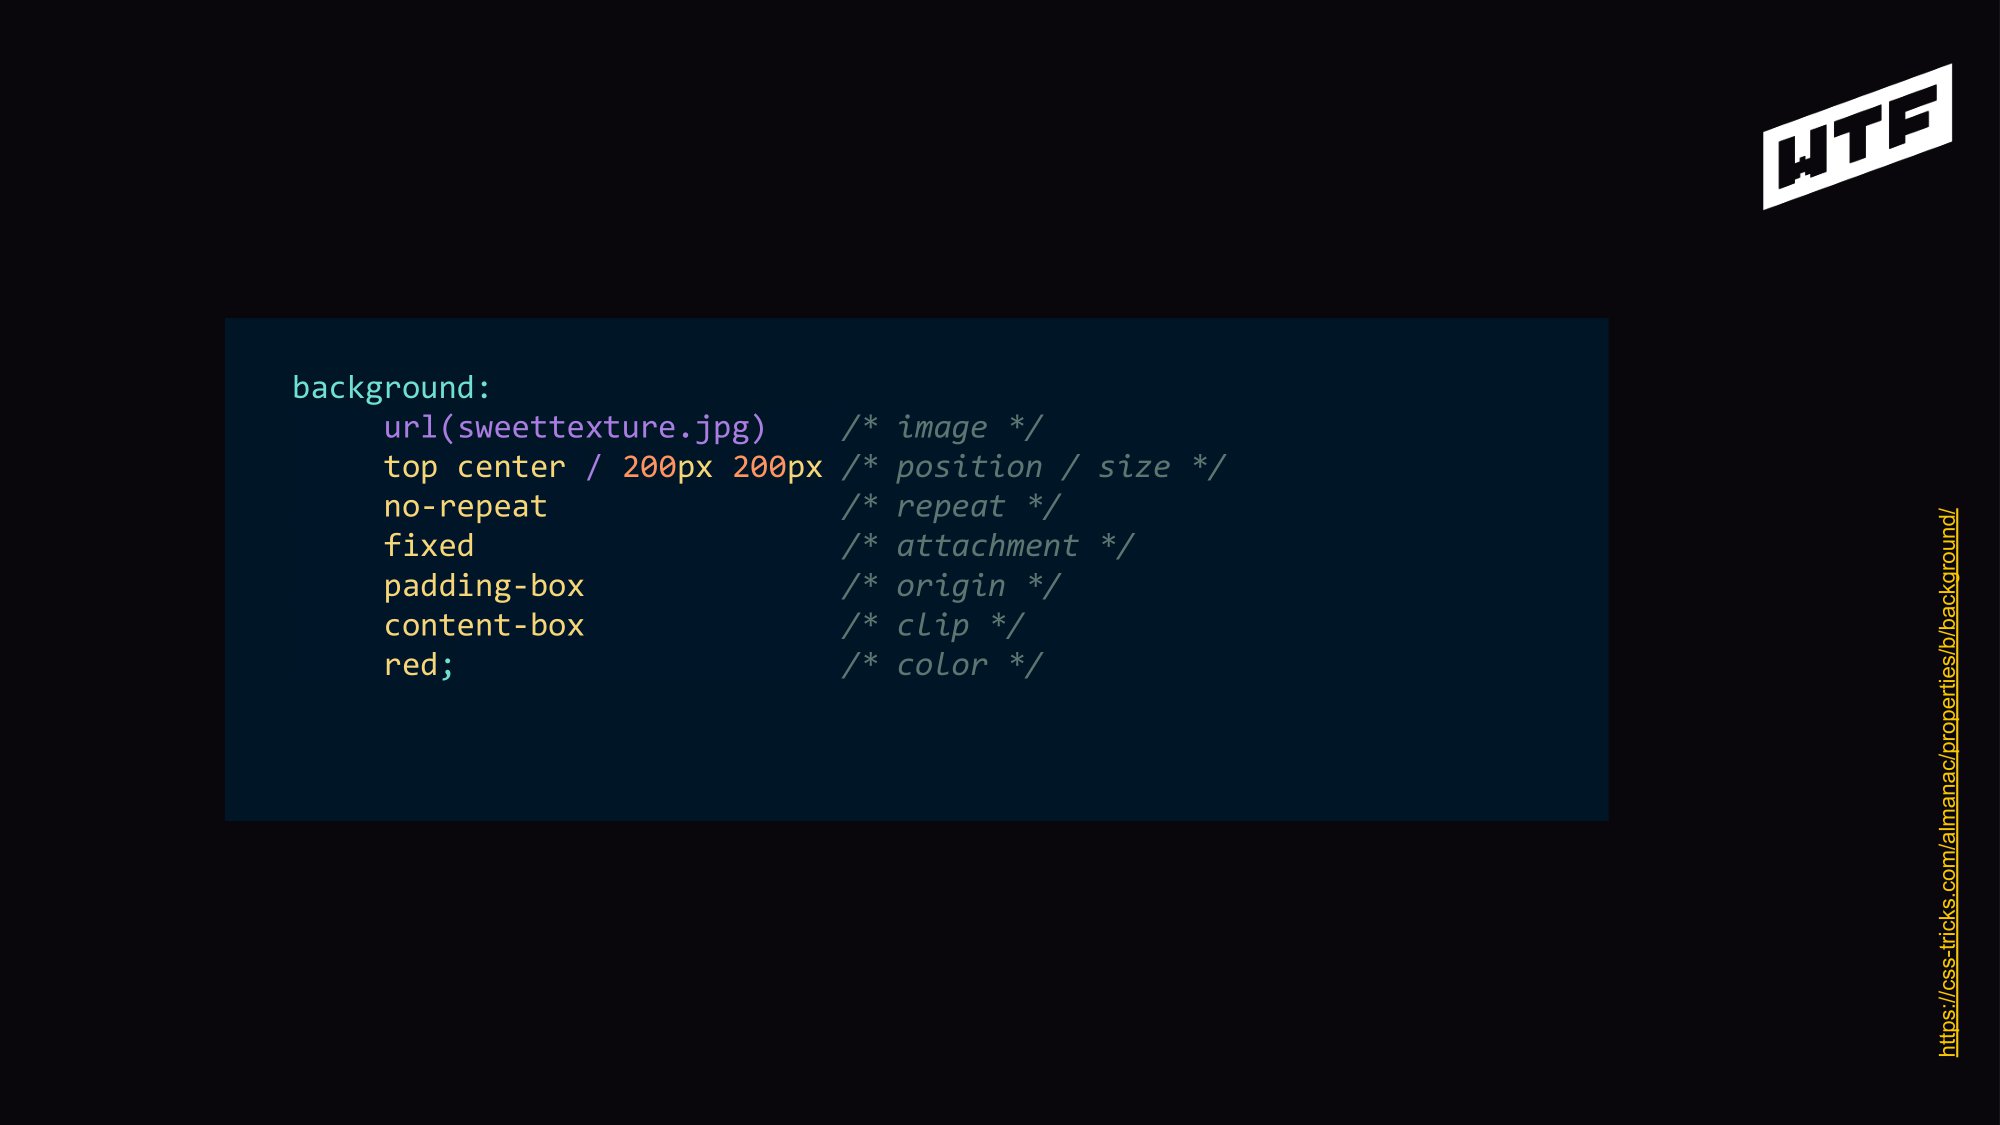 WTF
background:
url(sweettexture.jpg) /* image */
top center / 200px 200px /* position / size */
no-repeat /* repeat */
fixed /* attachment */
padding-box /* origin */
content-box /* clip */
red; /* color */
https://css-tricks.com/almanac/properties/b/background/